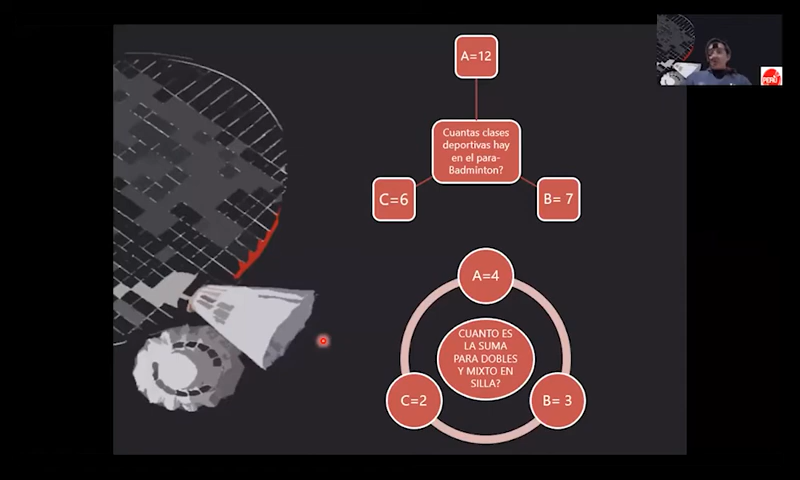 A=12
Cuantas clases
deportivas hay
en el para-
Badminton?
C=6
B= 7
A=4
CUANTO ES
LA SUMA
PARA DOBLES
Y MIXTO EN
SILLA?
C=2
B= 3
PERÚ